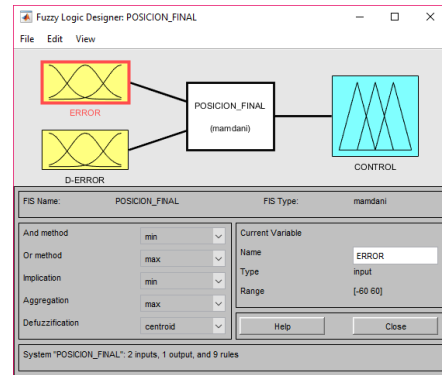 Fuzzy Logic Designer: POSICION_FINAL
File Edit View
ERROR
POSICION_FINAL
(mamdani)
D-ERROR
CONTROL
FIS Name: POSICION_FINAL FIS Type: mamdani
And method min
Or method max
Implication min
Aggregation max
Defuzzification centroid
Current Variable
Name ERROR
Type input
Range [-60 60]
Help Close
System "POSICION_FINAL": 2 inputs, 1 output, and 9 rules